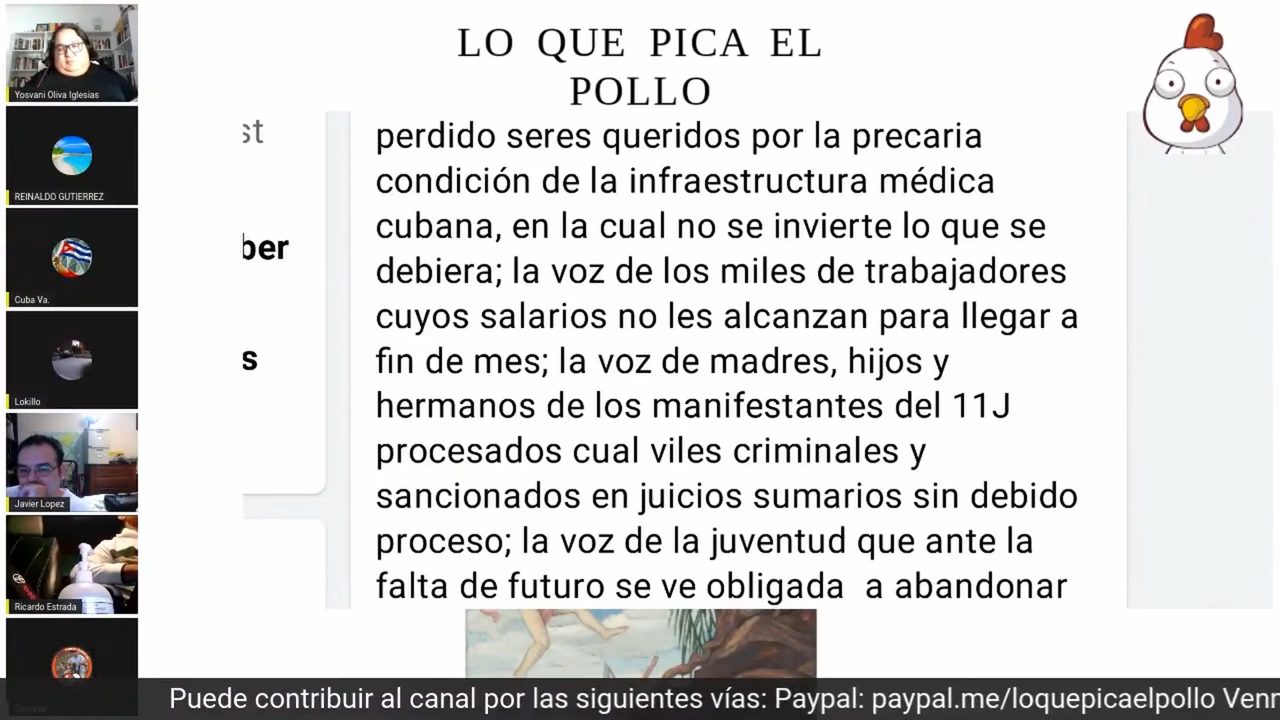 LO QUE PICA EL
POLLO
Yosvani Oliva Iglesias
REINALDO GUTIERREZ
Cuba Va.
Lokillo
Javier Lopez
Ricardo Estrada
st
ber
s
perdido seres queridos por la precaria
condición de la infraestructura médica
cubana, en la cual no se invierte lo que se
debiera; la voz de los miles de trabajadores
cuyos salarios no les alcanzan para llegar a
fin de mes; la voz de madres, hijos y
hermanos de los manifestantes del 11J
procesados cual viles criminales y
sancionados en juicios sumarios sin debido
proceso; la voz de la juventud que ante la
falta de futuro se ve obligada a abandonar
Puede contribuir al canal por las siguientes vías: Paypal: paypal.me/loquepicaelpollo Venm